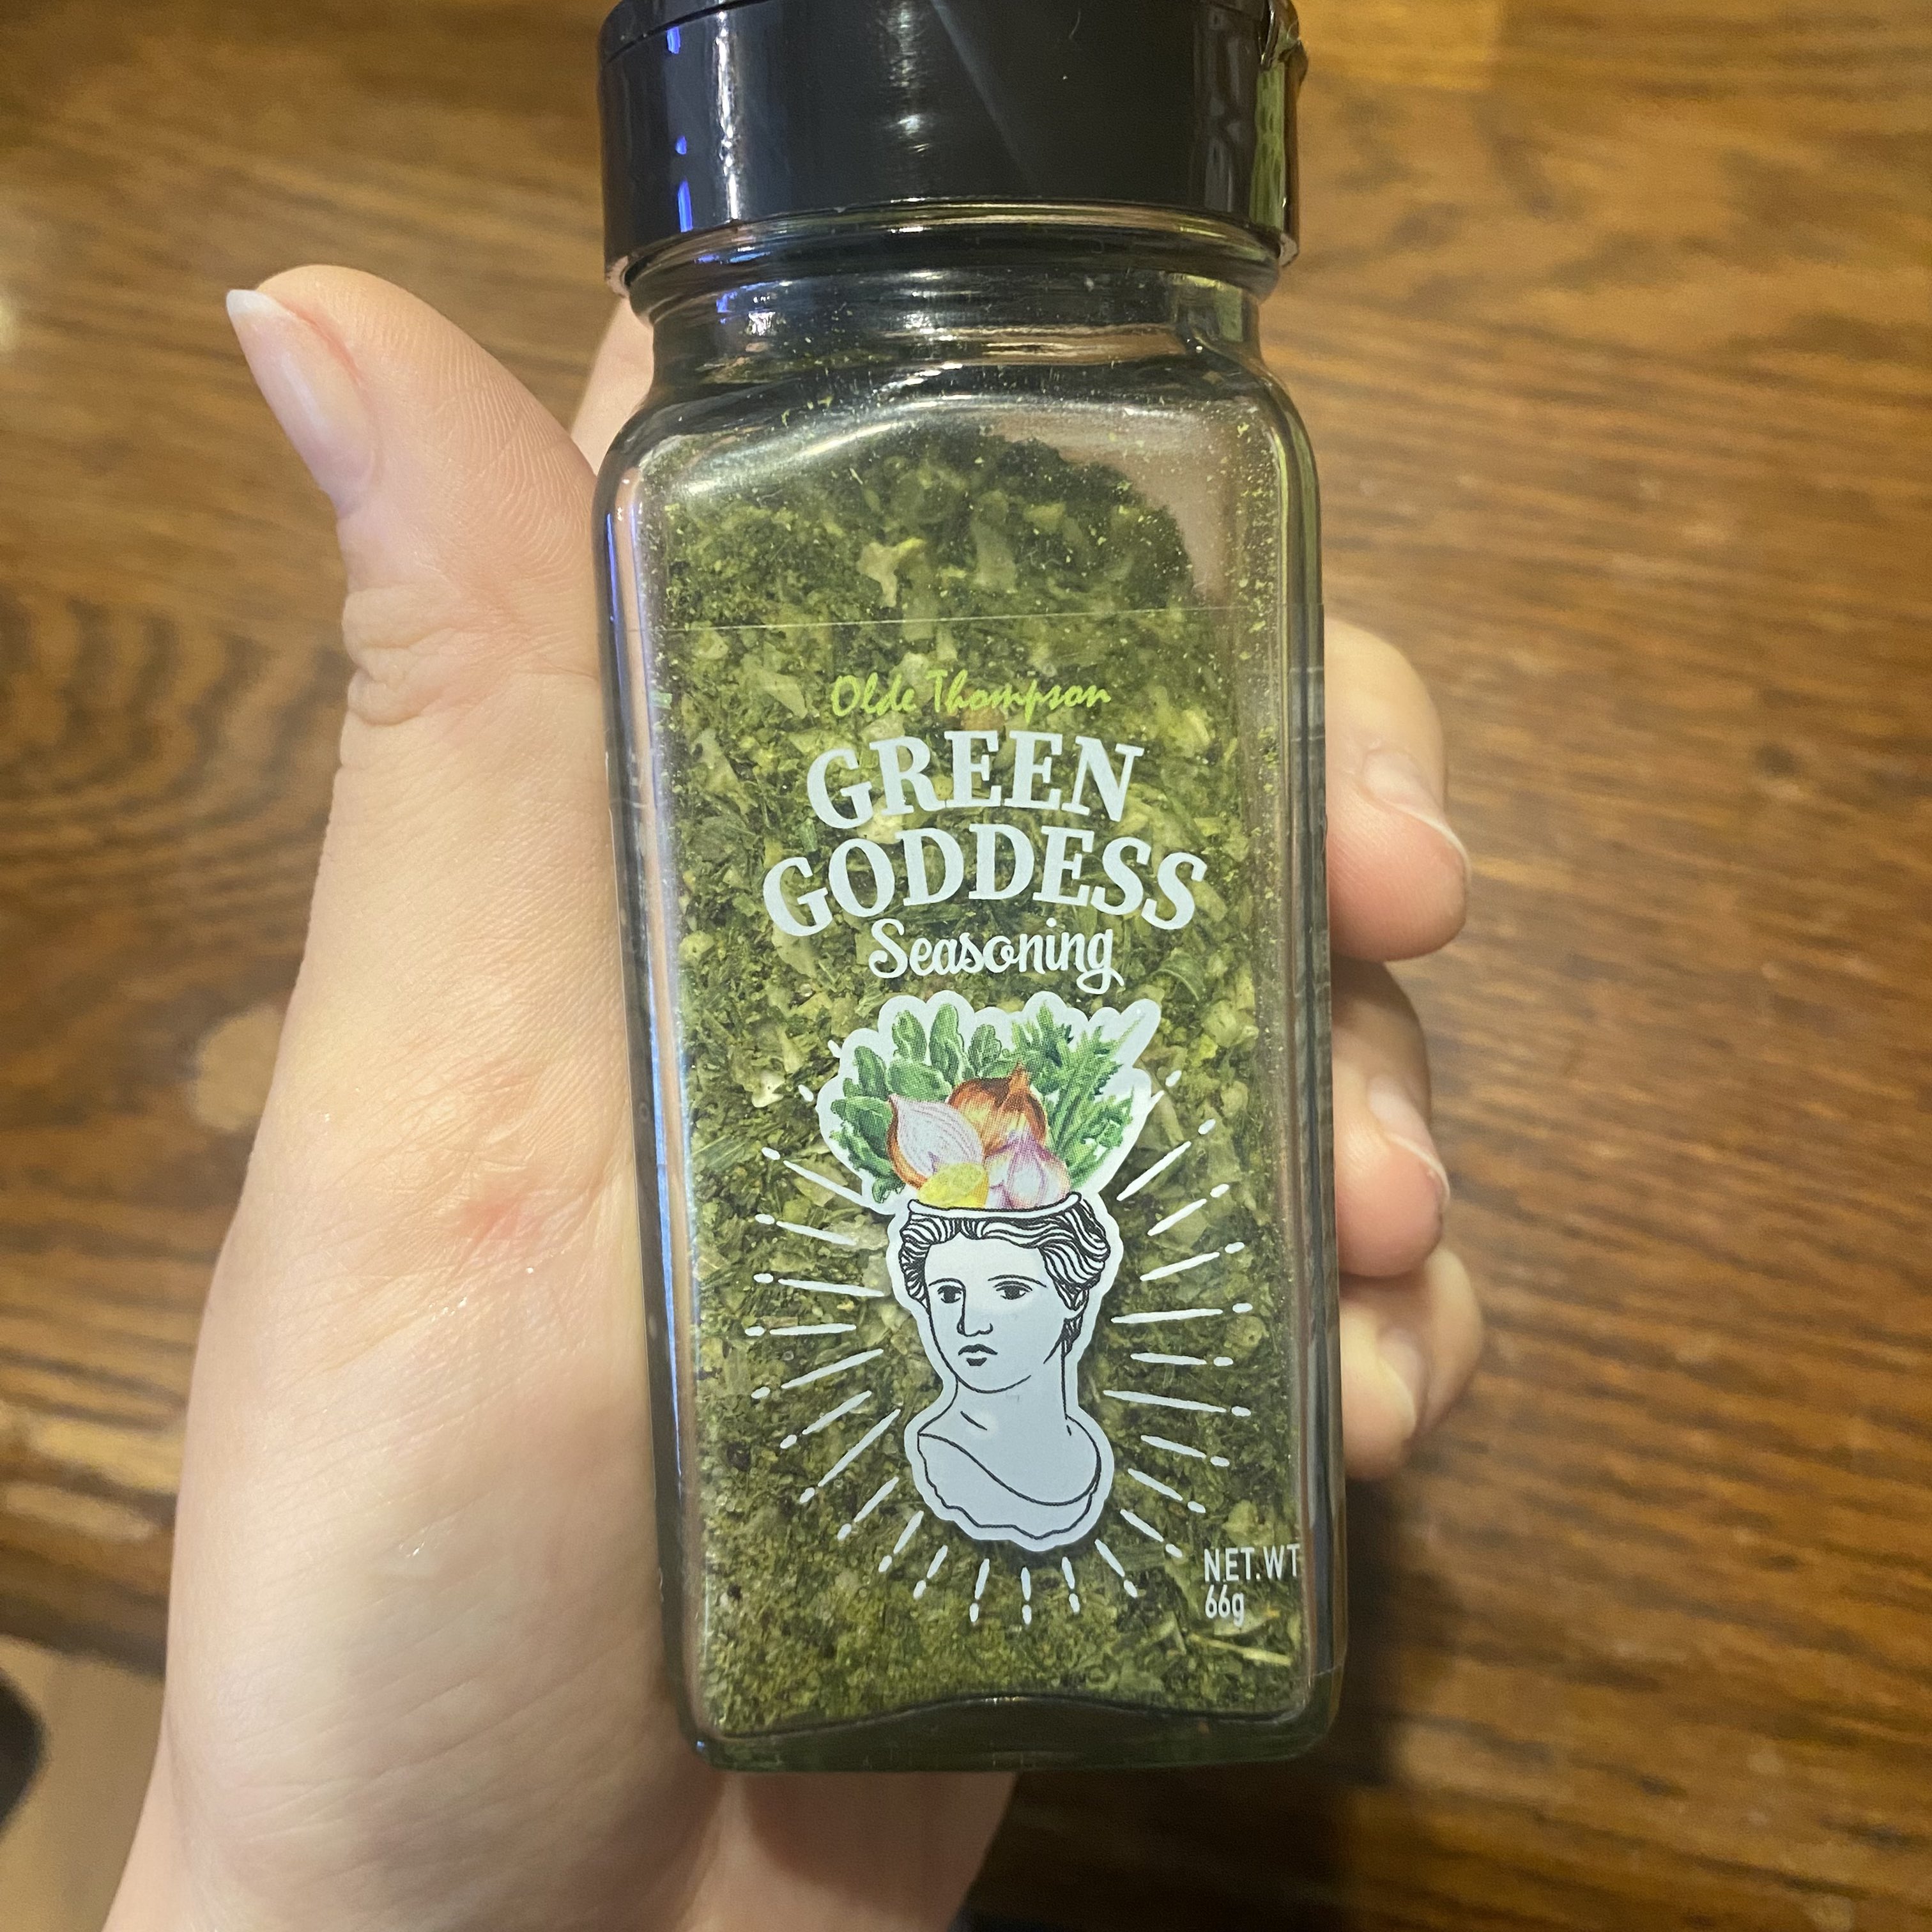 Olde Thompson
GREEN
GODDESS
Seasoning
NET.WT
66g